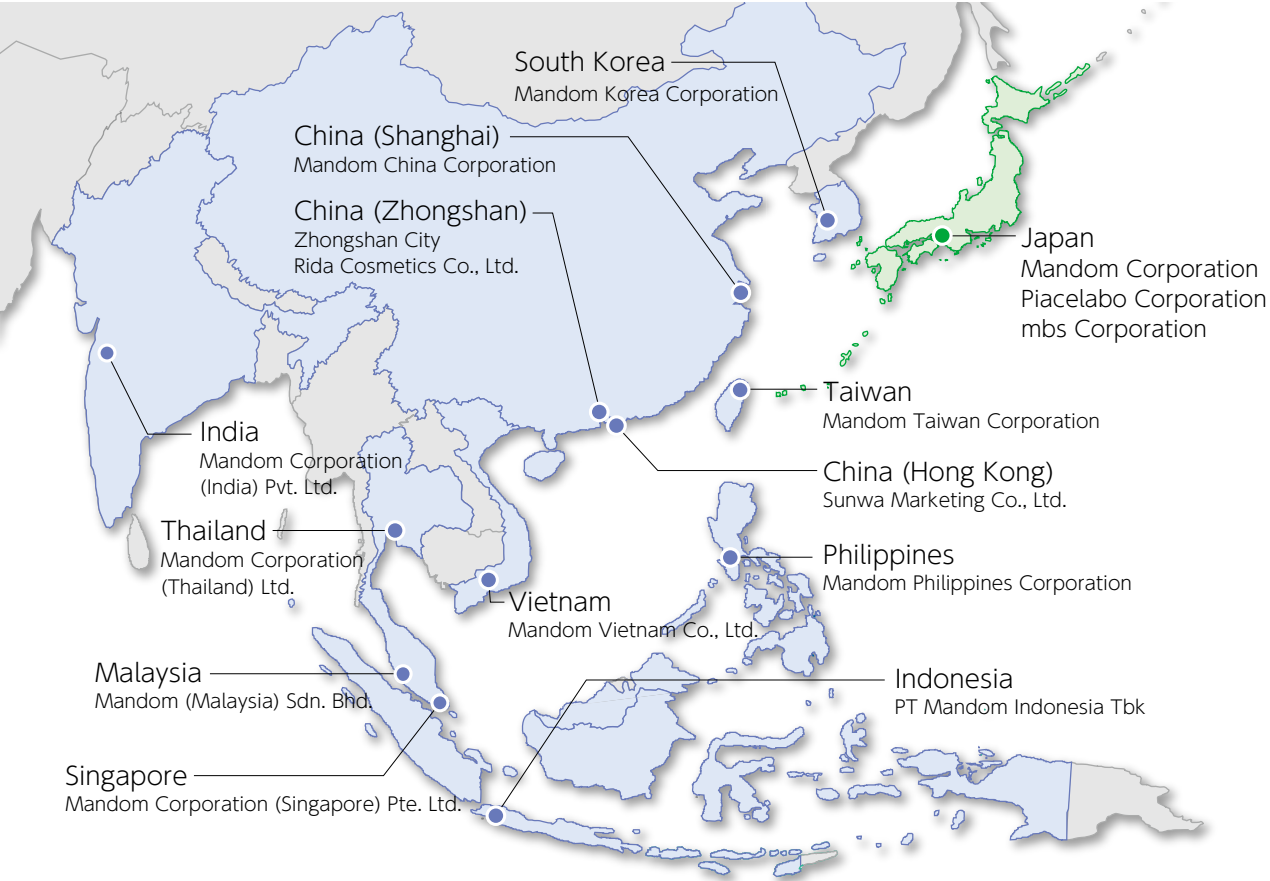 South Korea
Mandom Korea Corporation
China (Shanghai)
Mandom China Corporation
China (Zhongshan)
Zhongshan City
Rida Cosmetics Co., Ltd.
Japan
Mandom Corporation
Piacelabo Corporation
mbs Corporation
Taiwan
Mandom Taiwan Corporation
India
Mandom Corporation
(India) Pvt. Ltd.
China (Hong Kong)
Sunwa Marketing Co., Ltd.
Thailand
Mandom Corporation
(Thailand) Ltd.
Philippines
Mandom Philippines Corporation
Vietnam
Mandom Vietnam Co., Ltd.
Malaysia
Mandom (Malaysia) Sdn. Bhd.
Indonesia
PT Mandom Indonesia Tbk
Singapore
Mandom Corporation (Singapore) Pte. Ltd.